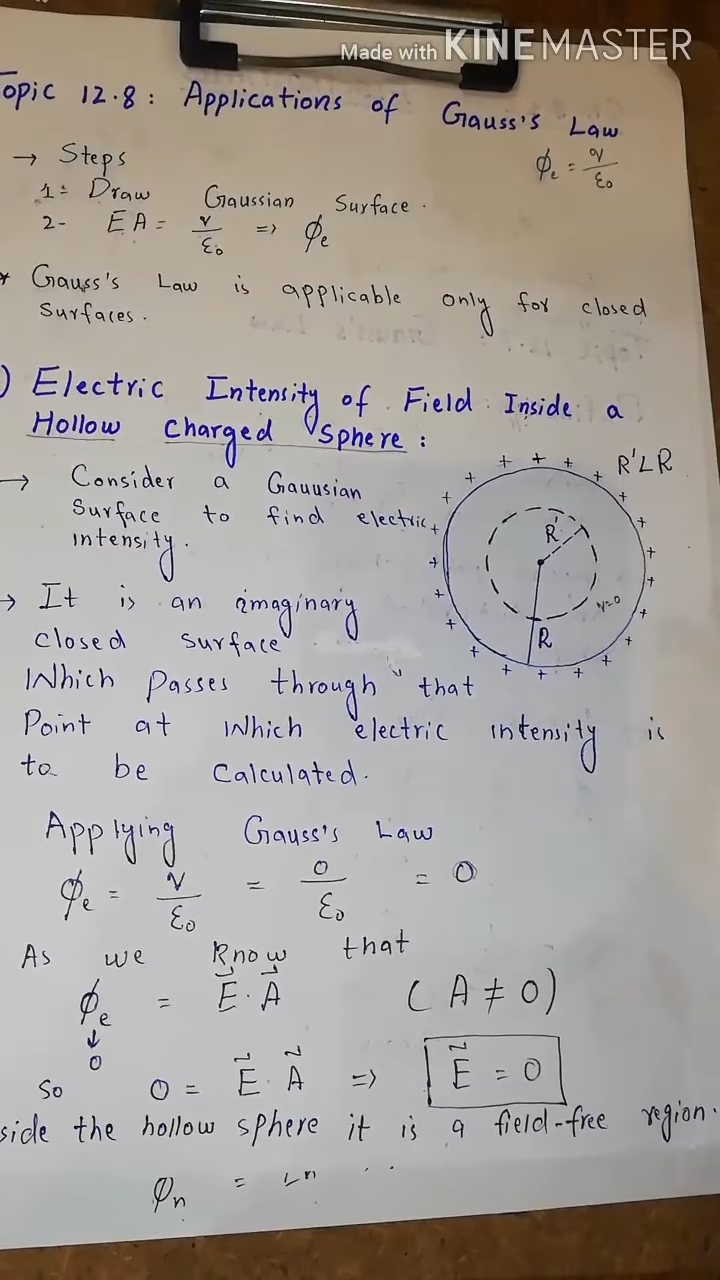 Made with KINEMASTER
Topic 12.8: Applications of Gauss's Law
→ Steps
ϕe = q/ε0
1= Draw Gaussian Surface.
2- EA = q/ε0 => ϕe
* Gauss's Law is applicable only for closed
Surfaces.
) Electric Intensity of Field Inside a
Hollow Charged Sphere:
R'<R
→ Consider a Gauusian
Surface to find electric
intensity.
R'
q=0
R
→ It is an imaginary
closed surface
Which passes through " that
Point at which electric intensity is
to be calculated.
Applying Gauss's Law
ϕe = q/ε0 = 0/ε0 = 0
As we know that
ϕe = E⃗ · A⃗ (A ≠ 0)
↓
0
So 0 = E⃗ · A⃗ => E⃗ = 0
side the hollow sphere it is a field-free region.